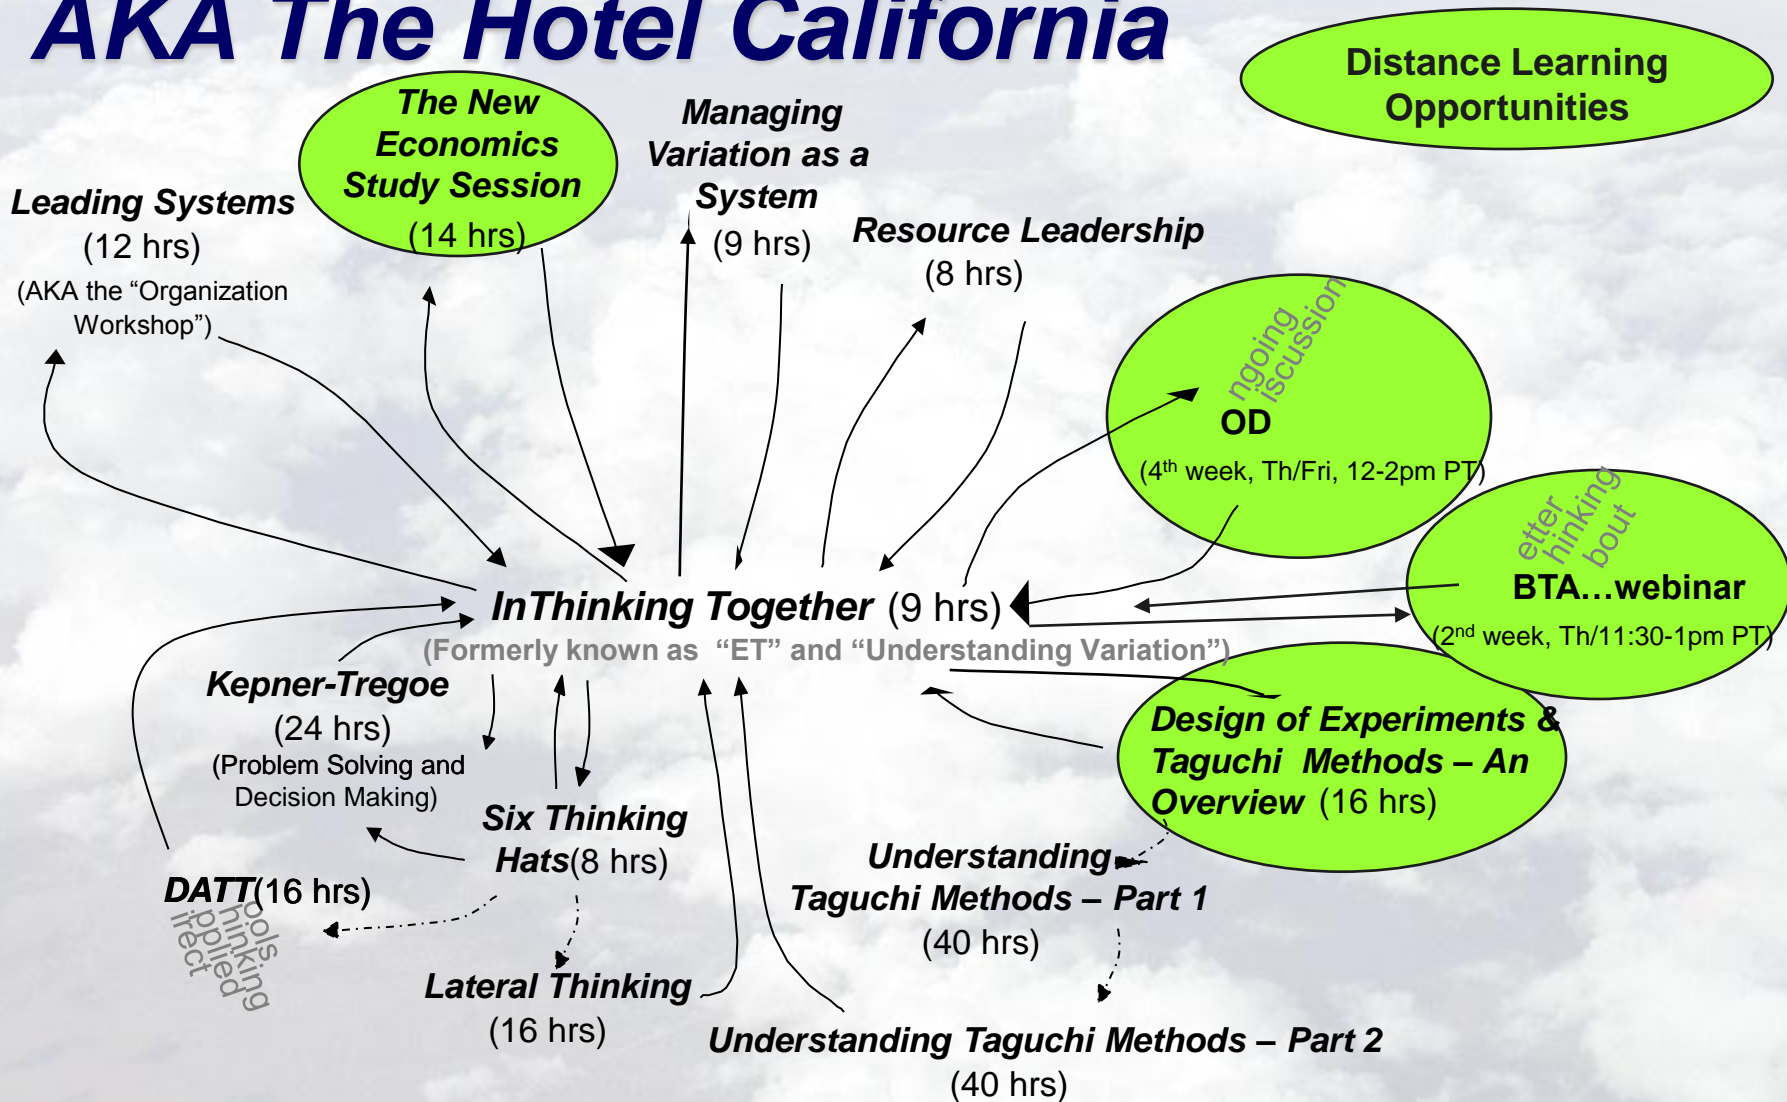 AKA The Hotel California
Distance Learning
Opportunities
The New
Economics
Study Session
(14 hrs)
Managing
Variation as a
System
(9 hrs)
Leading Systems
(12 hrs)
(AKA the “Organization
Workshop”)
Resource Leadership
(8 hrs)
ngoing
iscussion
OD
(4th week, Th/Fri, 12-2pm PT)
etter
hinking
bout
BTA…webinar
(2nd week, Th/11:30-1pm PT)
InThinking Together (9 hrs)
(Formerly known as “ET” and “Understanding Variation”)
Kepner-Tregoe
(24 hrs)
(Problem Solving and
Decision Making)
Design of Experiments &
Taguchi Methods – An
Overview (16 hrs)
Six Thinking
Hats(8 hrs)
DATT(16 hrs)
irect
pplied
hinking
ools
Understanding
Taguchi Methods – Part 1
(40 hrs)
Lateral Thinking
(16 hrs)
Understanding Taguchi Methods – Part 2
(40 hrs)